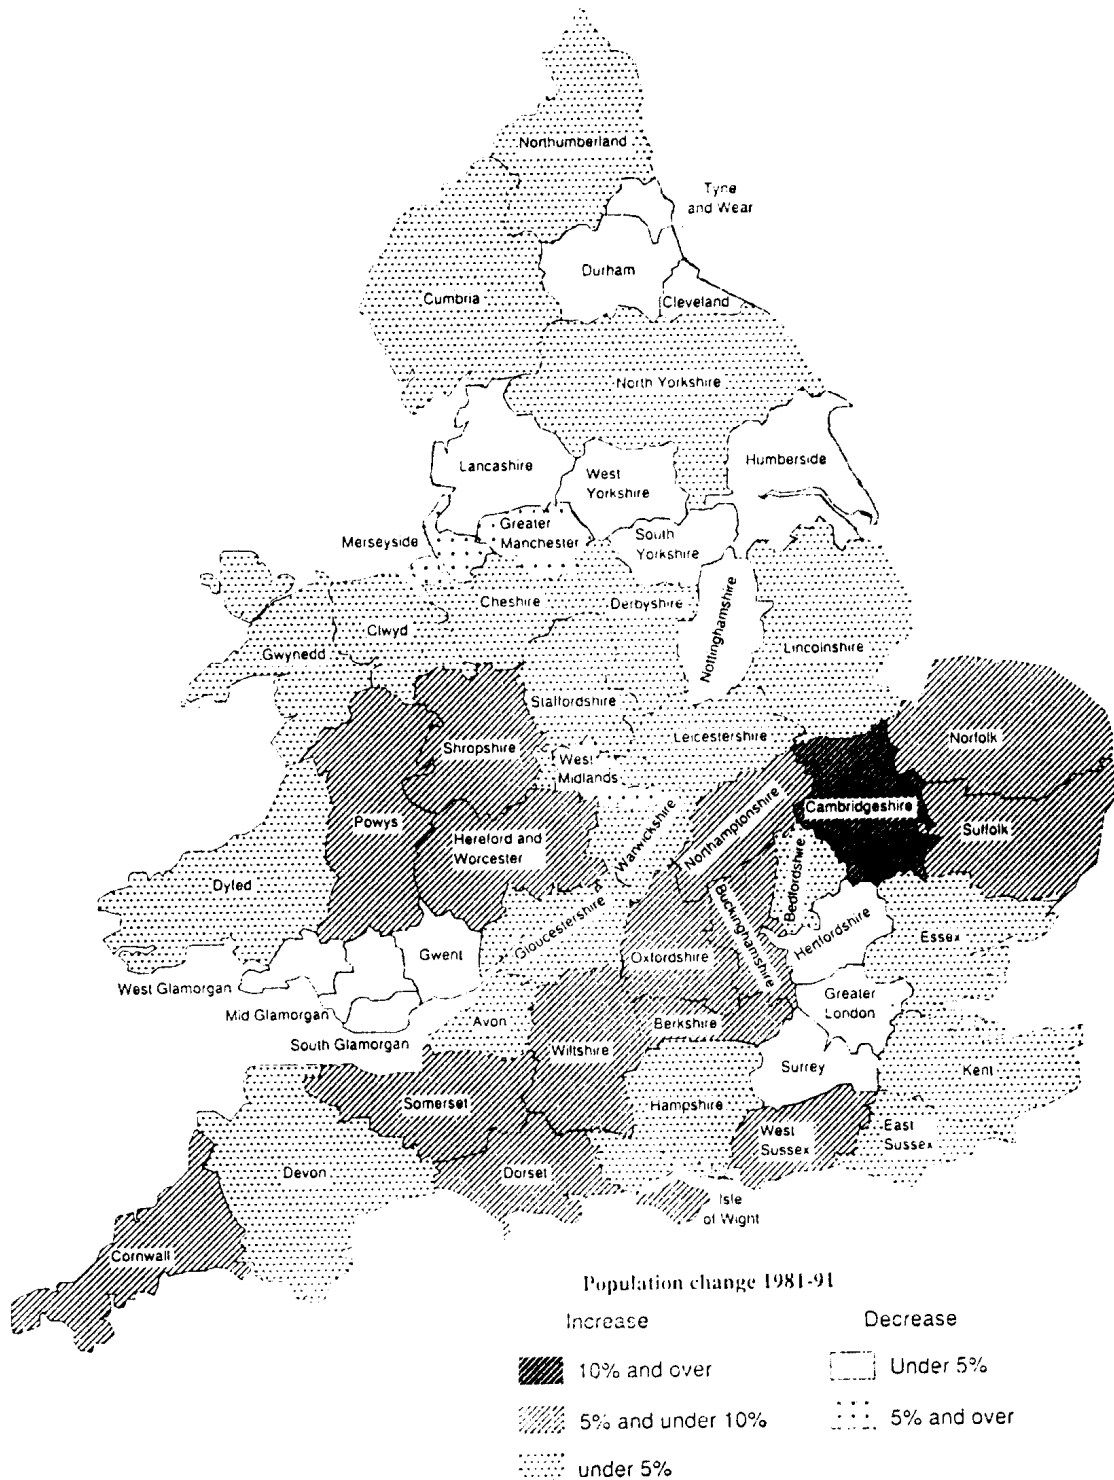 Northumberland
Tyne
and Wear
Durham
Cleveland
Cumbria
North Yorkshire
Lancashire
West
Yorkshire
Humberside
Greater
Manchester
Merseyside
South
Yorkshire
Cheshire
Derbyshire
Nottinghamshire
Clwyd
Gwynedd
Lincolnshire
Staffordshire
Leicestershire
Norfolk
Shropshire
West
Midlands
Powys
Hereford and
Worcester
Warwickshire
Northamptonshire
Cambridgeshire
Suffolk
Bedfordshire
Buckinghamshire
Dyfed
Gloucestershire
Hertfordshire
Essex
Gwent
Oxfordshire
West Glamorgan
Mid Glamorgan
South Glamorgan
Avon
Berkshire
Greater
London
Wiltshire
Surrey
Kent
Somerset
Hampshire
West
Sussex
East
Sussex
Devon
Dorset
Isle
of Wight
Cornwall
Population change 1981-91
Increase
Decrease
10% and over
Under 5%
5% and under 10%
5% and over
under 5%